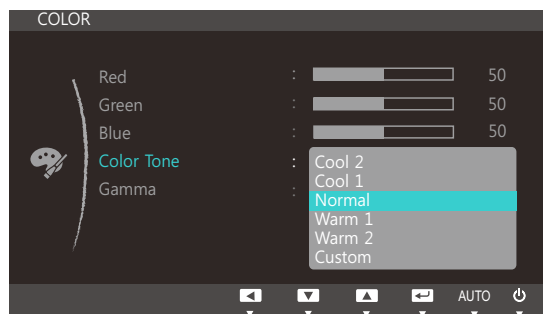 COLOR
Red : 50
Green : 50
Blue : 50
Color Tone : Cool 2
Cool 1
Gamma : Normal
Warm 1
Warm 2
Custom
AUTO